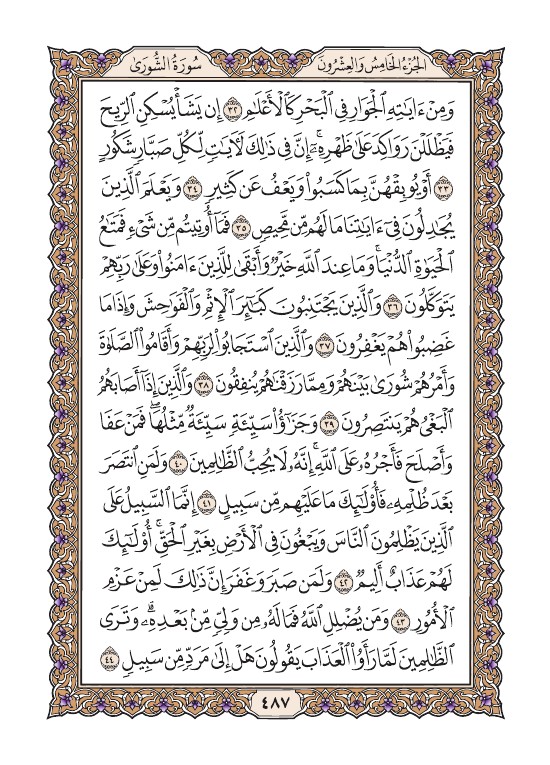 الجزء الخامس والعشرون
سورة الشورى
وَمِنْ ءَايَٰتِهِ ٱلْجَوَارِ فِى ٱلْبَحْرِ كَٱلْأَعْلَٰمِ ٣٢ إِن يَشَأْ يُسْكِنِ ٱلرِّيحَ
فَيَظْلَلْنَ رَوَاكِدَ عَلَىٰ ظَهْرِهِۦٓ ۚ إِنَّ فِى ذَٰلِكَ لَءَايَٰتٍ لِّكُلِّ صَبَّارٍ شَكُورٍ
٣٣ أَوْ يُوبِقْهُنَّ بِمَا كَسَبُوا۟ وَيَعْفُ عَن كَثِيرٍ ٣٤ وَيَعْلَمَ ٱلَّذِينَ
يُجَٰدِلُونَ فِىٓ ءَايَٰتِنَا مَا لَهُم مِّن مَّحِيصٍ ٣٥ فَمَآ أُوتِيتُم مِّن شَىْءٍ فَمَتَٰعُ
ٱلْحَيَوٰةِ ٱلدُّنْيَا ۖ وَمَا عِندَ ٱللَّهِ خَيْرٌ وَأَبْقَىٰ لِلَّذِينَ ءَامَنُوا۟ وَعَلَىٰ رَبِّهِمْ
يَتَوَكَّلُونَ ٣٦ وَٱلَّذِينَ يَجْتَنِبُونَ كَبَٰٓئِرَ ٱلْإِثْمِ وَٱلْفَوَٰحِشَ وَإِذَا مَا
غَضِبُوا۟ هُمْ يَغْفِرُونَ ٣٧ وَٱلَّذِينَ ٱسْتَجَابُوا۟ لِرَبِّهِمْ وَأَقَامُوا۟ ٱلصَّلَوٰةَ
وَأَمْرُهُمْ شُورَىٰ بَيْنَهُمْ وَمِمَّا رَزَقْنَٰهُمْ يُنفِقُونَ ٣٨ وَٱلَّذِينَ إِذَآ أَصَابَهُمُ
ٱلْبَغْىُ هُمْ يَنتَصِرُونَ ٣٩ وَجَزَٰٓؤُا۟ سَيِّئَةٍ سَيِّئَةٌ مِّثْلُهَا ۖ فَمَنْ عَفَا
وَأَصْلَحَ فَأَجْرُهُۥ عَلَى ٱللَّهِ ۚ إِنَّهُۥ لَا يُحِبُّ ٱلظَّٰلِمِينَ ٤٠ وَلَمَنِ ٱنتَصَرَ
بَعْدَ ظُلْمِهِۦ فَأُو۟لَٰٓئِكَ مَا عَلَيْهِم مِّن سَبِيلٍ ٤١ إِنَّمَا ٱلسَّبِيلُ عَلَى
ٱلَّذِينَ يَظْلِمُونَ ٱلنَّاسَ وَيَبْغُونَ فِى ٱلْأَرْضِ بِغَيْرِ ٱلْحَقِّ ۚ أُو۟لَٰٓئِكَ
لَهُمْ عَذَابٌ أَلِيمٌ ٤٢ وَلَمَن صَبَرَ وَغَفَرَ إِنَّ ذَٰلِكَ لَمِنْ عَزْمِ
ٱلْأُمُورِ ٤٣ وَمَن يُضْلِلِ ٱللَّهُ فَمَا لَهُۥ مِن وَلِىٍّ مِّنۢ بَعْدِهِۦ ۗ وَتَرَى
ٱلظَّٰلِمِينَ لَمَّا رَأَوُا۟ ٱلْعَذَابَ يَقُولُونَ هَلْ إِلَىٰ مَرَدٍّ مِّن سَبِيلٍ ٤٤
٤٨٧